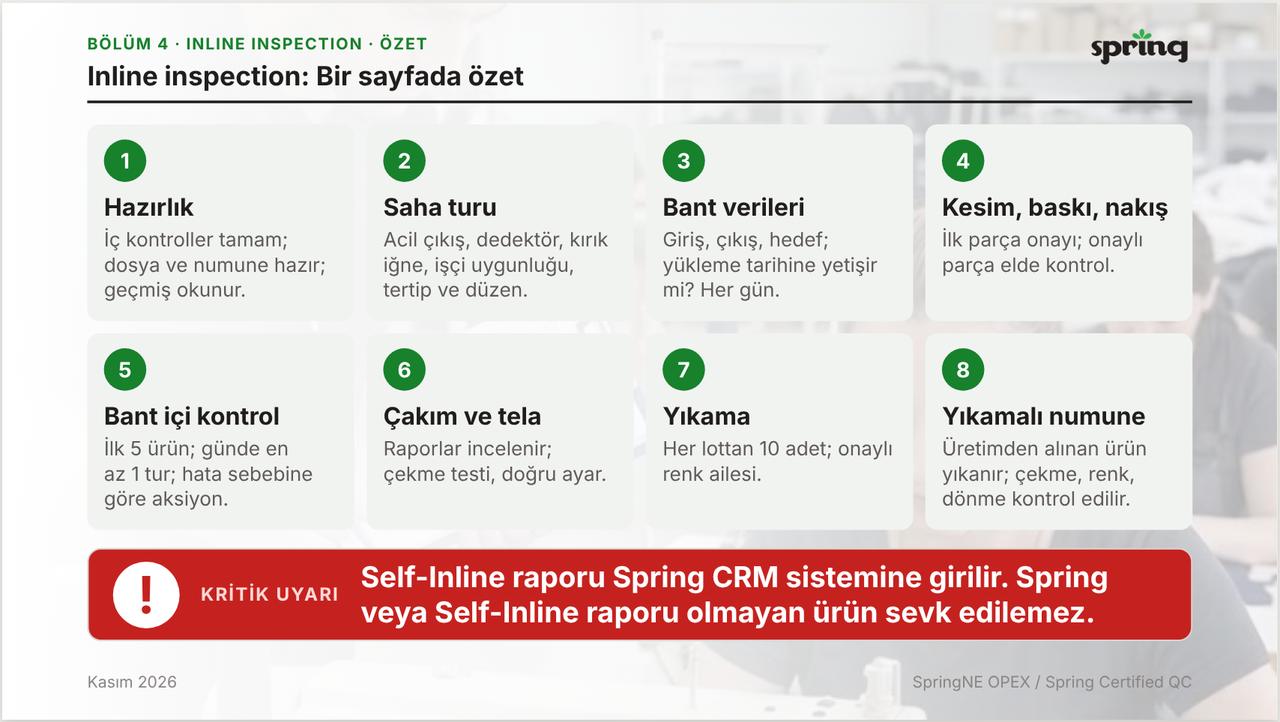 BÖLÜM 4 · INLINE INSPECTION · ÖZET
spring
Inline inspection: Bir sayfada özet
1
Hazırlık
İç kontroller tamam;
dosya ve numune hazır;
geçmiş okunur.
2
Saha turu
Acil çıkış, dedektör, kırık
iğne, işçi uygunluğu,
tertip ve düzen.
3
Bant verileri
Giriş, çıkış, hedef;
yükleme tarihine yetişir
mi? Her gün.
4
Kesim, baskı, nakış
İlk parça onayı; onaylı
parça elde kontrol.
5
Bant içi kontrol
İlk 5 ürün; günde en
az 1 tur; hata sebebine
göre aksiyon.
6
Çakım ve tela
Raporlar incelenir;
çekme testi, doğru ayar.
7
Yıkama
Her lottan 10 adet; onaylı
renk ailesi.
8
Yıkamalı numune
Üretimden alınan ürün
yıkanır; çekme, renk,
dönme kontrol edilir.
!
KRİTİK UYARI
Self-Inline raporu Spring CRM sistemine girilir. Spring
veya Self-Inline raporu olmayan ürün sevk edilemez.
Kasım 2026
SpringNE OPEX / Spring Certified QC